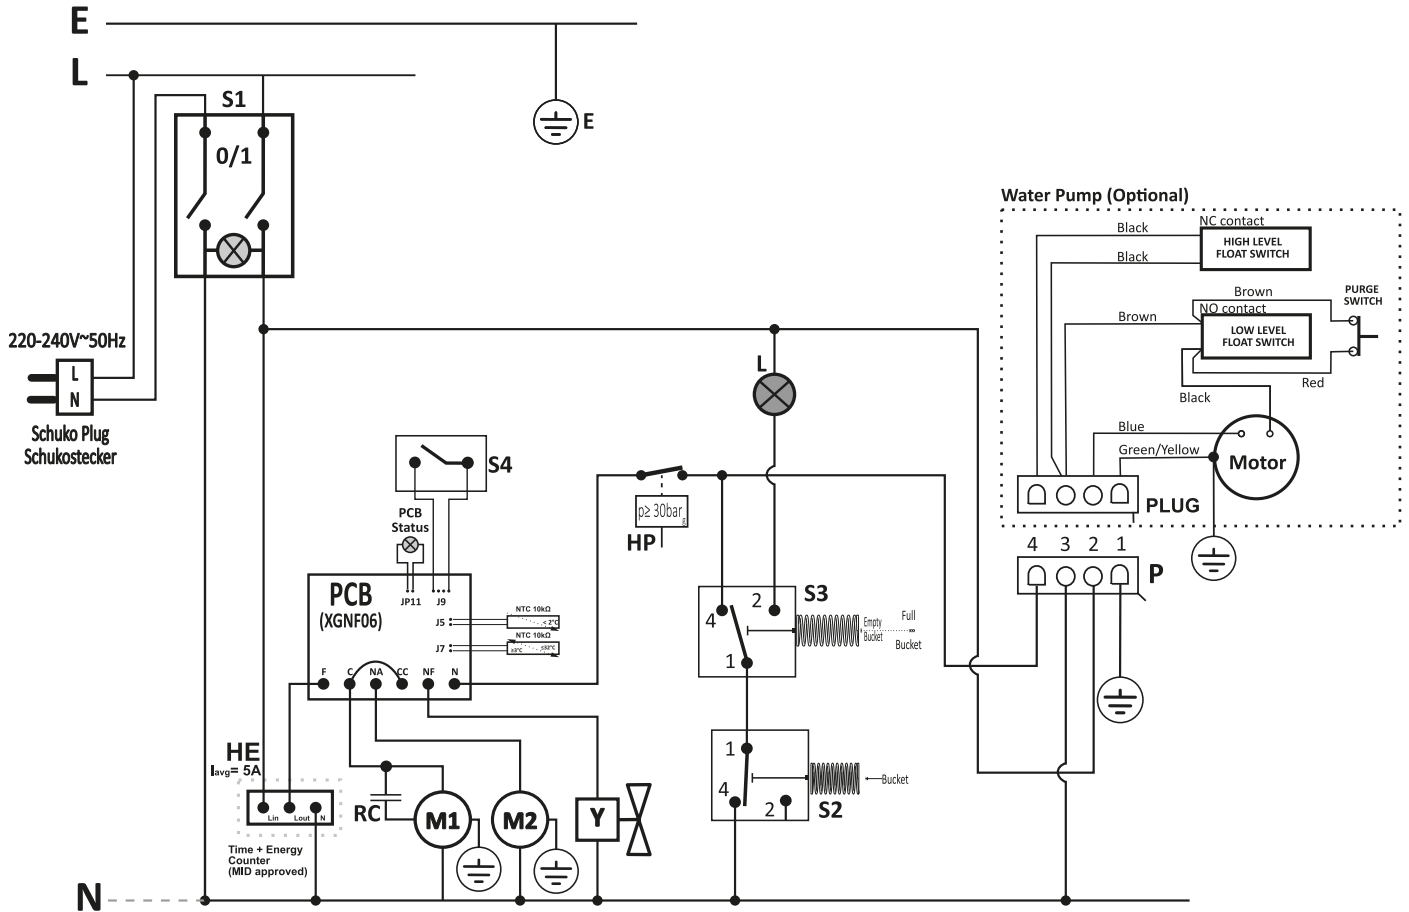 E
L
S1
0/1
E
Water Pump (Optional)
NC contact
Black
HIGH LEVEL
FLOAT SWITCH
Black
Brown
PURGE
SWITCH
NO contact
Brown
LOW LEVEL
FLOAT SWITCH
Red
Black
Blue
Green/Yellow
Motor
PLUG
4 3 2 1
P
220-240V~50Hz
L
N
Schuko Plug
Schukostecker
L
S4
PCB
Status
p≥ 30bar
HP
PCB
(XGNF06)
JP11
J9
J5
NTC 10kΩ
< 2°C
J7
NTC 10kΩ
F C NA CC NF N
S3
4
2
1
Empty
Bucket
Full
Bucket
HE
Iavg= 5A
Lin Lout N
Time + Energy
Counter
(MID approved)
RC
M1
M2
Y
1
4
2
S2
Bucket
N